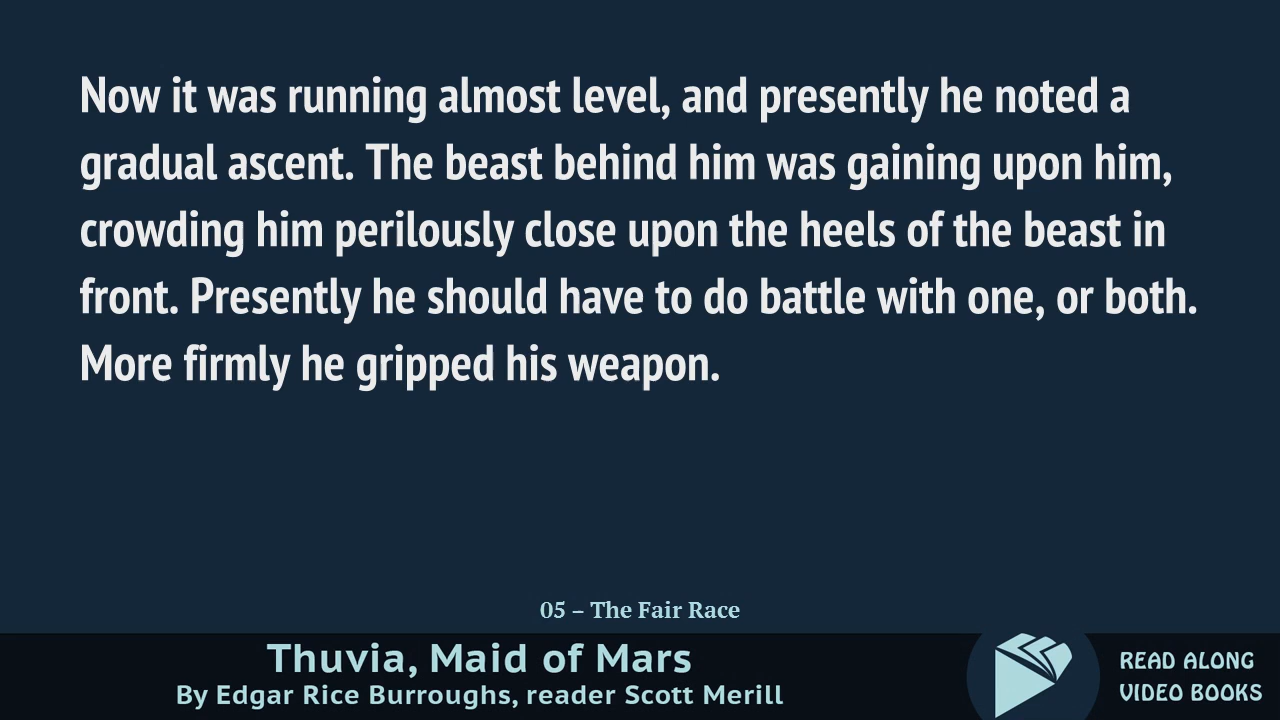 Now it was running almost level, and presently he noted a
gradual ascent. The beast behind him was gaining upon him,
crowding him perilously close upon the heels of the beast in
front. Presently he should have to do battle with one, or both.
More firmly he gripped his weapon.
05 – The Fair Race
Thuvia, Maid of Mars
By Edgar Rice Burroughs, reader Scott Merill
READ ALONG
VIDEO BOOKS